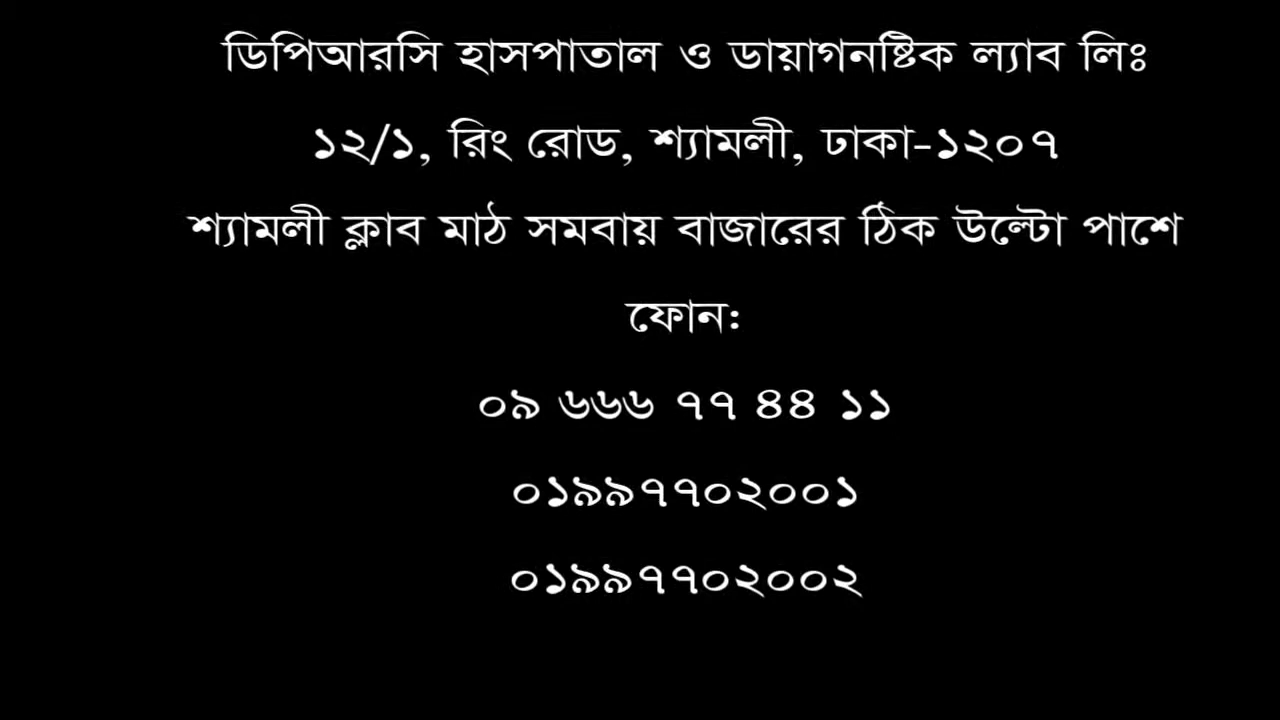 ডিপিআরসি হাসপাতাল ও ডায়াগনষ্টিক ল্যাব লিঃ
১২/১, রিং রোড, শ্যামলী, ঢাকা-১২০৭
শ্যামলী ক্লাব মাঠ সমবায় বাজারের ঠিক উল্টো পাশে
ফোন:
০৯ ৬৬৬ ৭৭ ৪৪ ১১
০১৯৯৭৭০২০০১
০১৯৯৭৭০২০০২